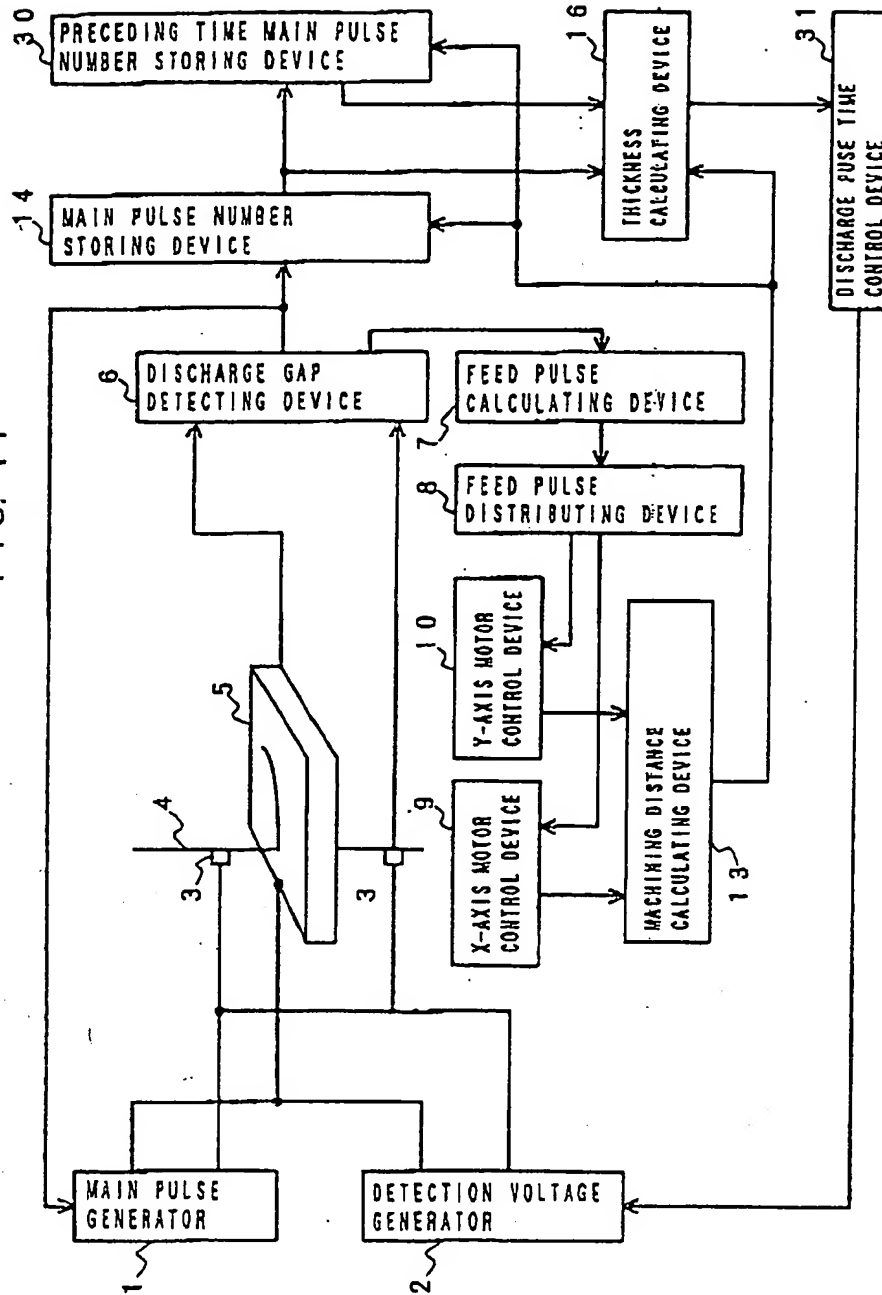 30
PRECEDING TIME MAIN PULSE
NUMBER STORING DEVICE
14
MAIN PULSE NUMBER
STORING DEVICE
16
THICKNESS
CALCULATING DEVICE
31
DISCHARGE PUSE TIME
CONTROL DEVICE
6
DISCHARGE GAP
DETECTING DEVICE
7
FEED PULSE
CALCULATING DEVICE
8
FEED PULSE
DISTRIBUTING DEVICE
10
Y-AXIS MOTOR
CONTROL DEVICE
9
X-AXIS MOTOR
CONTROL DEVICE
MACHINING DISTANCE
CALCULATING DEVICE
13
5
4
3
3
MAIN PULSE
GENERATOR
1
DETECTION VOLTAGE
GENERATOR
2